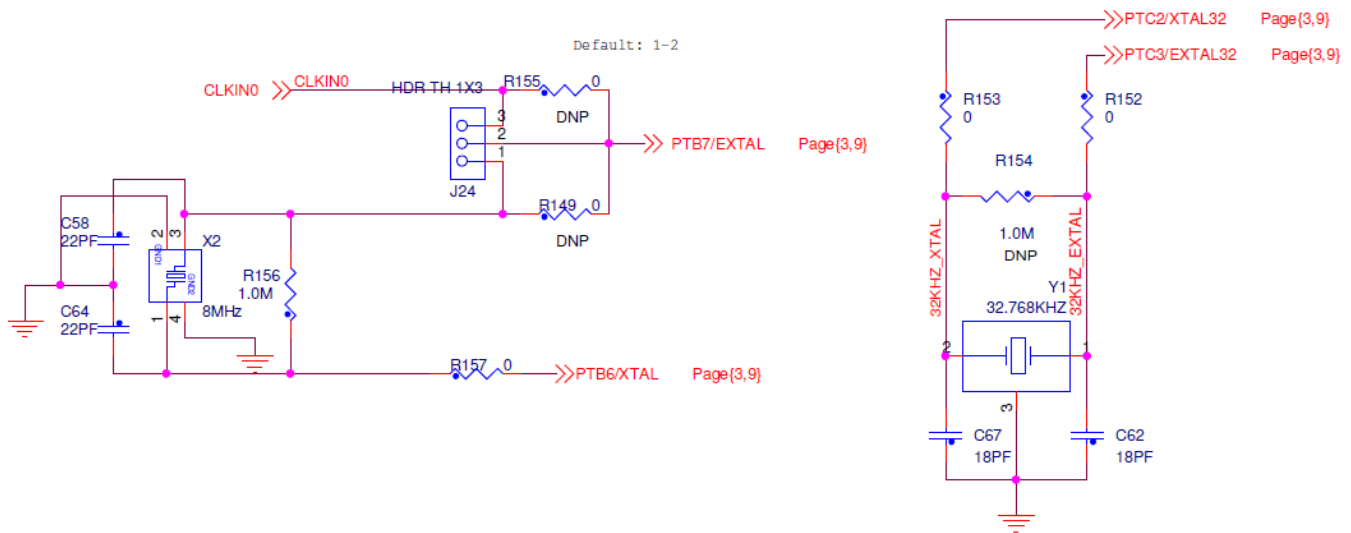 Default: 1-2
CLKIN0
CLKIN0
HDR TH 1X3
R155
0
DNP
3
2
1
J24
PTB7/EXTAL
Page{3,9}
R149
0
DNP
C58
22PF
C64
22PF
2
3
GND1
GND2
X2
8MHz
1
4
R156
1.0M
R157
0
PTB6/XTAL
Page{3,9}
PTC2/XTAL32
Page{3,9}
PTC3/EXTAL32
Page{3,9}
R153
0
R152
0
R154
1.0M
DNP
32KHZ_XTAL
32KHZ_EXTAL
Y1
32.768KHZ
2
1
3
C67
18PF
C62
18PF